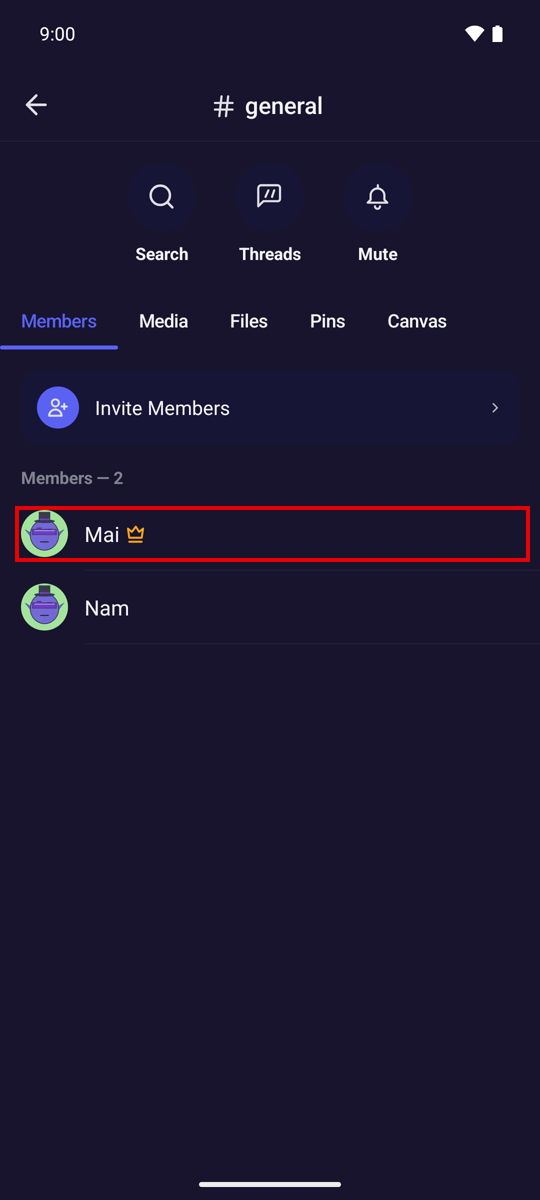 9:00
# general
Search Threads Mute
Members Media Files Pins Canvas
Invite Members
Members — 2
Mai
Nam